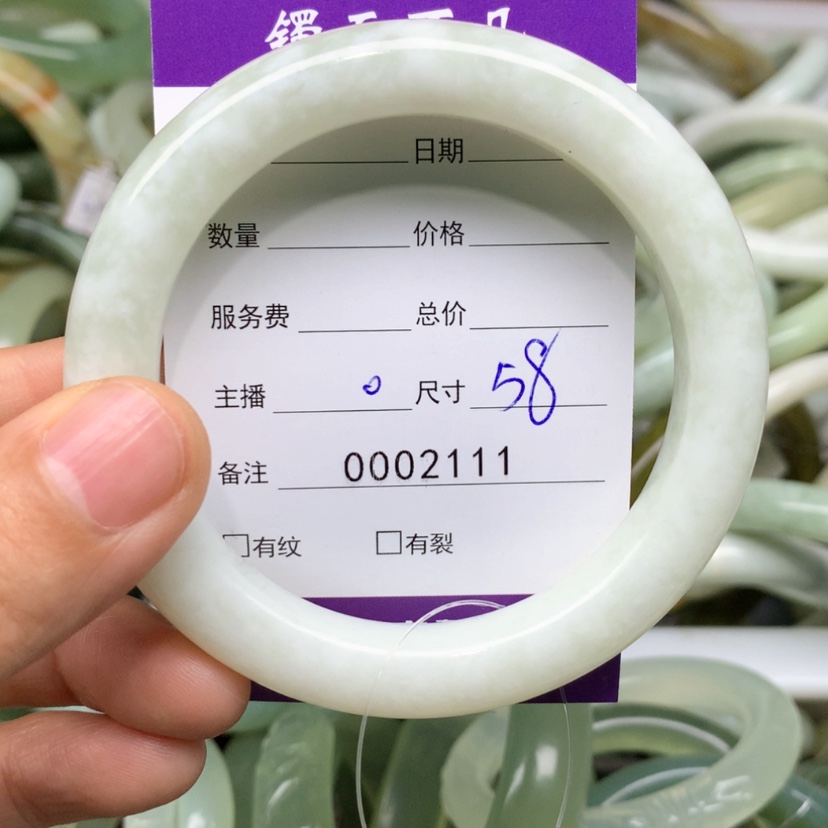 日期
数量 价格
服务费 总价
主播 尺寸 58
备注 0002111
□有纹 □有裂